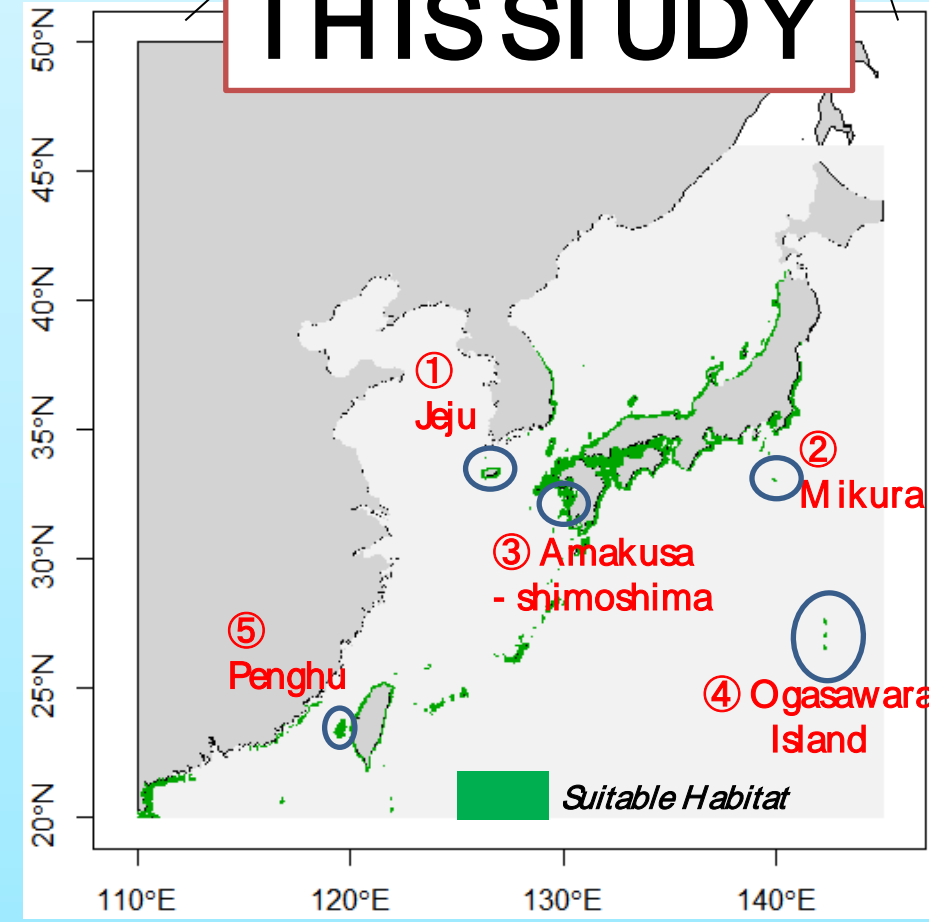 THIS STUDY
50°N
45°N
40°N
35°N
30°N
25°N
20°N
① 
Jeju
②
Mikura
③ Amakusa
- shimoshima
⑤
Penghu
④ Ogasawara
Island
Suitable Habitat
110°E 120°E 130°E 140°E